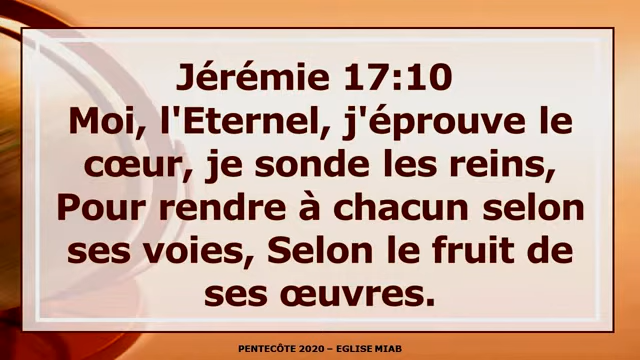 Jérémie 17:10
Moi, l'Eternel, j'éprouve le
cœur, je sonde les reins,
Pour rendre à chacun selon
ses voies, Selon le fruit de
ses œuvres.
PENTECÔTE 2020 – EGLISE MIAB